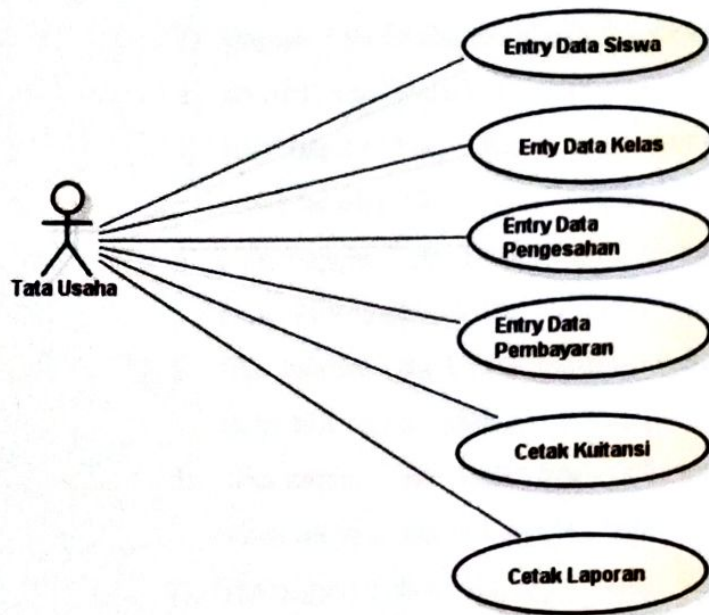 Entry Data Siswa
Enty Data Kelas
Entry Data
Pengesahan
Tata Usaha
Entry Data
Pembayaran
Cetak Kuitansi
Cetak Laporan